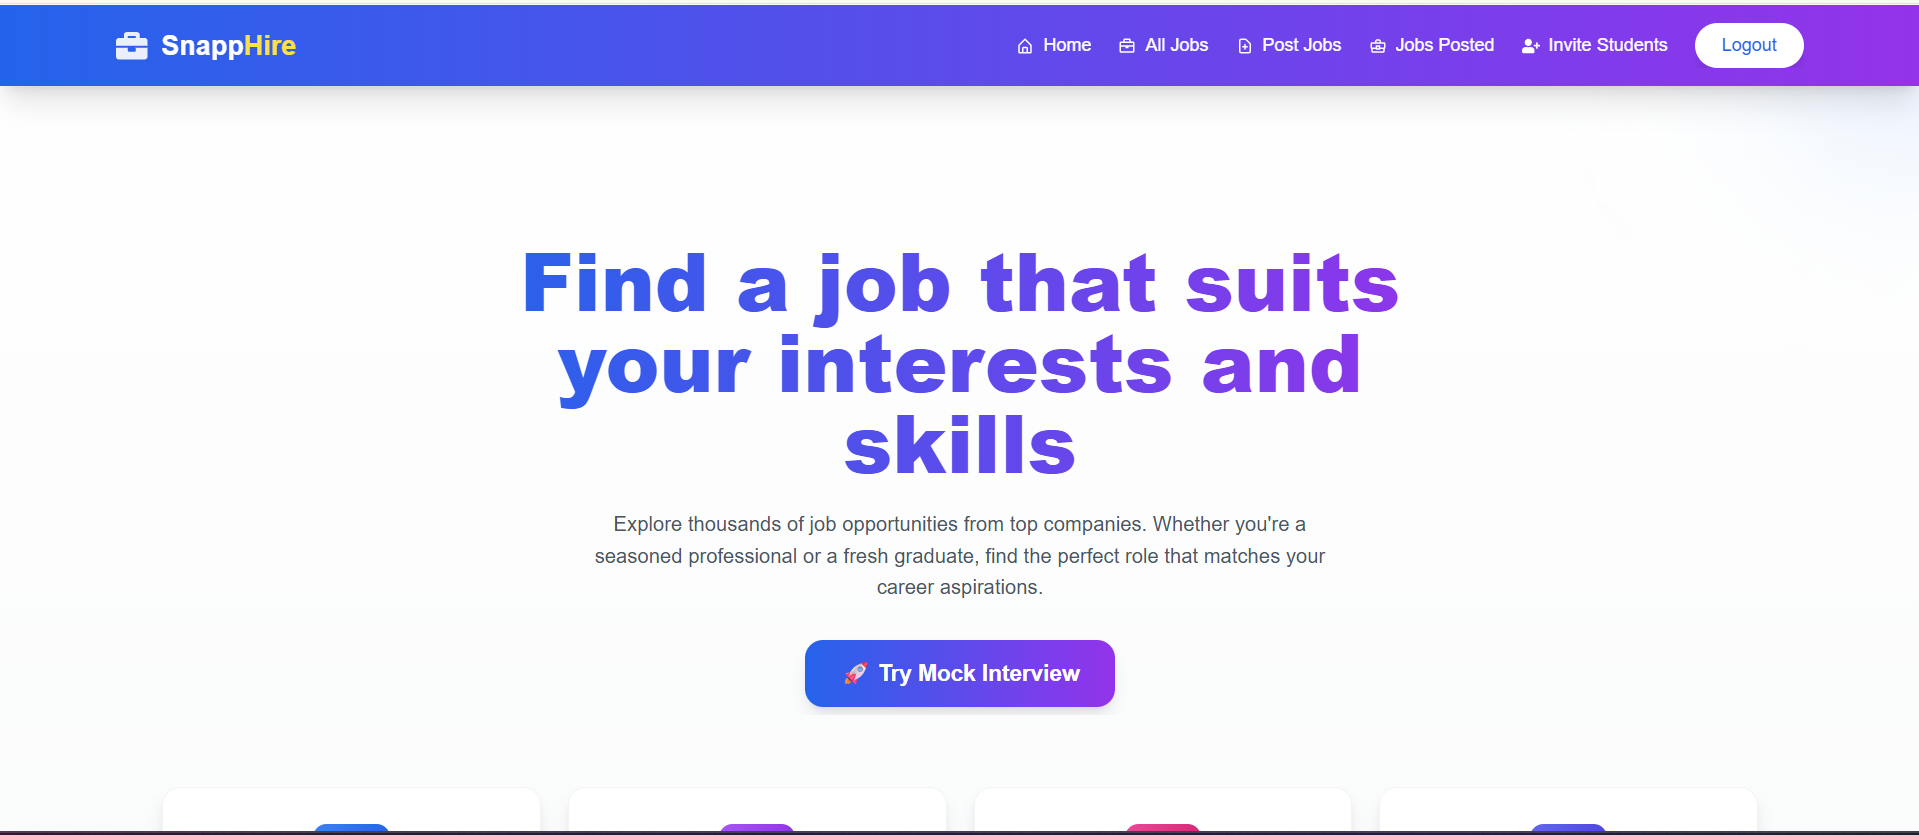 SnappHire
Home
All Jobs
Post Jobs
Jobs Posted
Invite Students
Logout
Find a job that suits
your interests and
skills
Explore thousands of job opportunities from top companies. Whether you're a
seasoned professional or a fresh graduate, find the perfect role that matches your
career aspirations.
🚀 Try Mock Interview